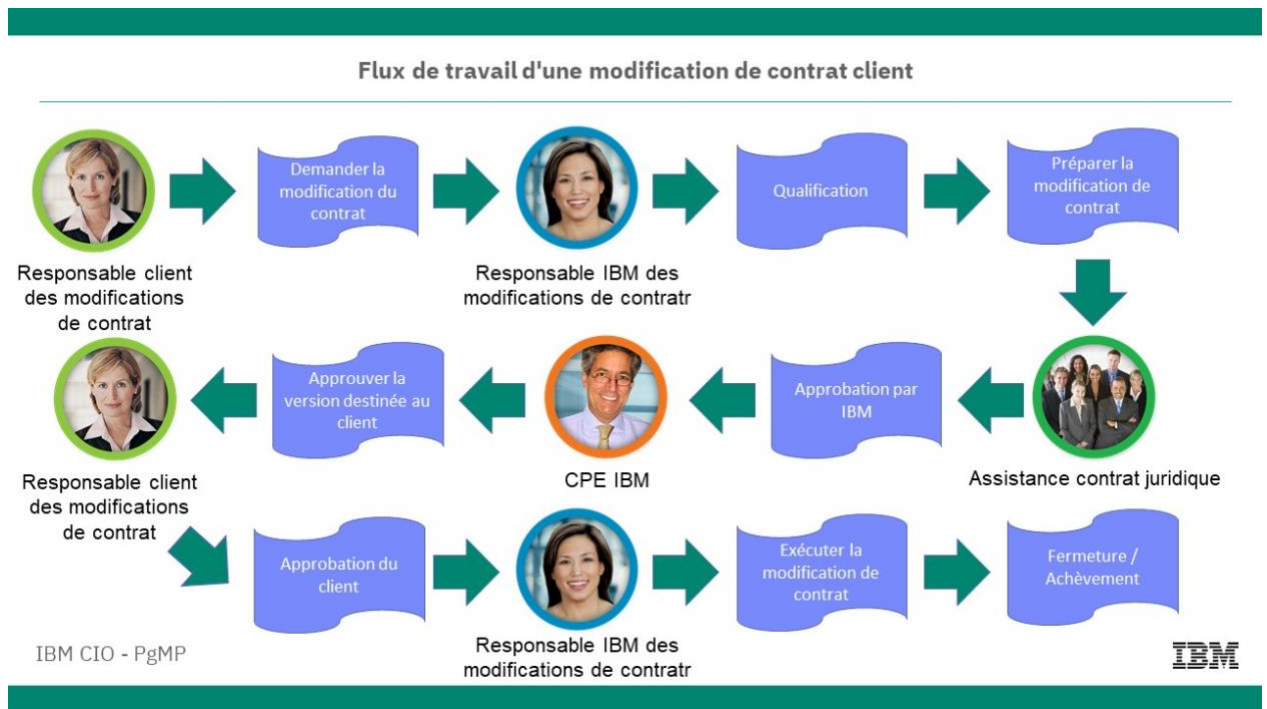 Flux de travail d'une modification de contrat client
Demander la
modification du
contrat
Qualification
Préparer la
modification de
contrat
Responsable client
des modifications
de contrat
Responsable IBM des
modifications de contratr
Approuver la
version destinée au
client
Approbation par
IBM
Responsable client
des modifications
de contrat
CPE IBM
Assistance contrat juridique
Approbation du
client
Exécuter la
modification de
contrat
Fermeture /
Achèvement
Responsable IBM des
modifications de contratr
IBM CIO - PgMP
IBM